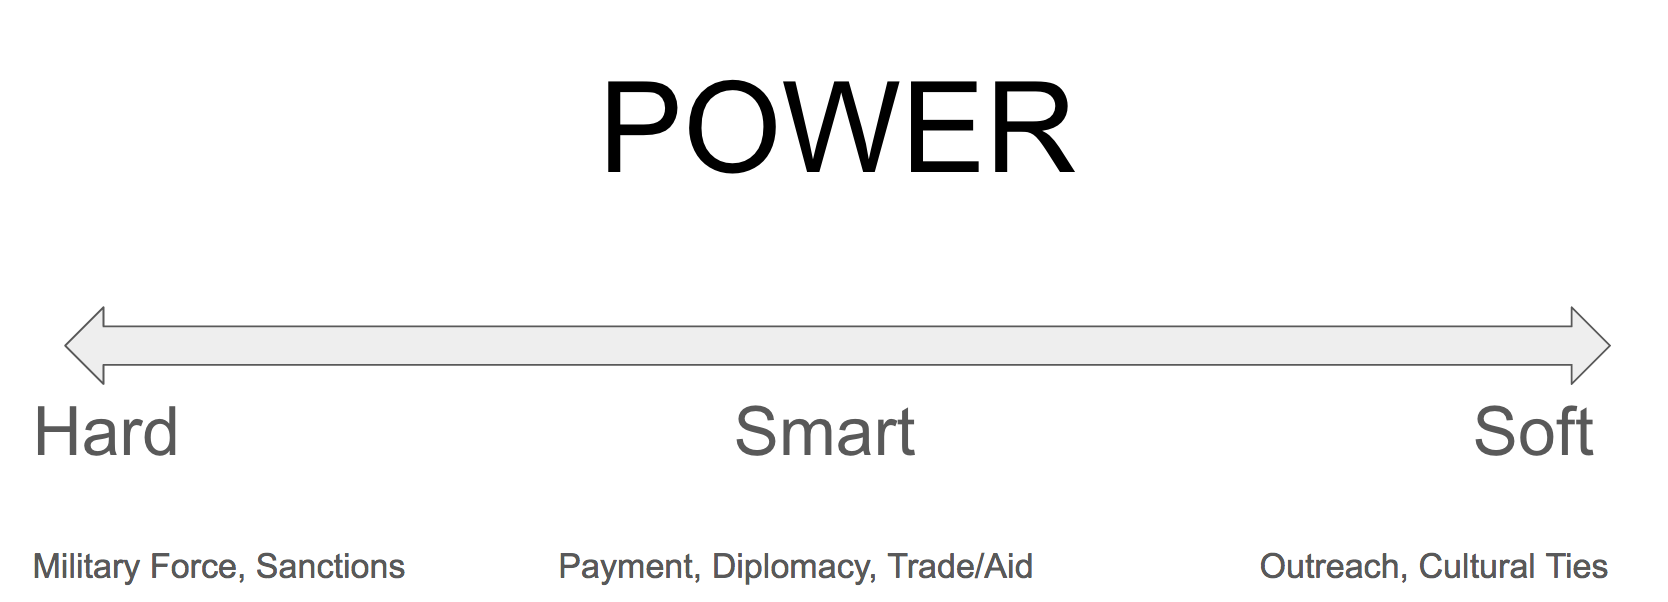 POWER
Hard Smart Soft
Military Force, Sanctions Payment, Diplomacy, Trade/Aid Outreach, Cultural Ties